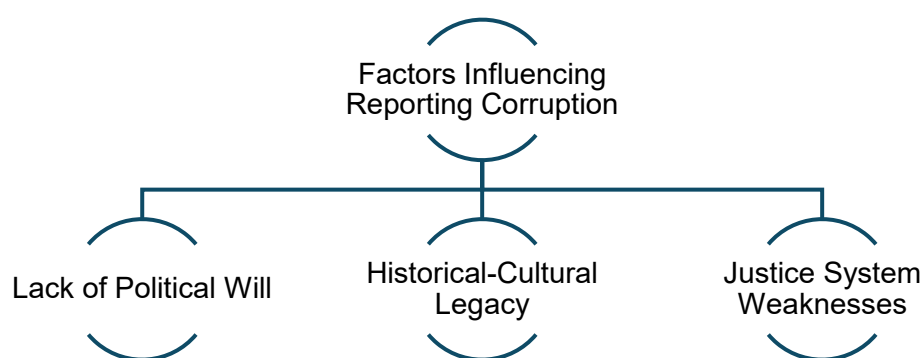 Factors Influencing
Reporting Corruption
Lack of Political Will
Historical-Cultural
Legacy
Justice System
Weaknesses